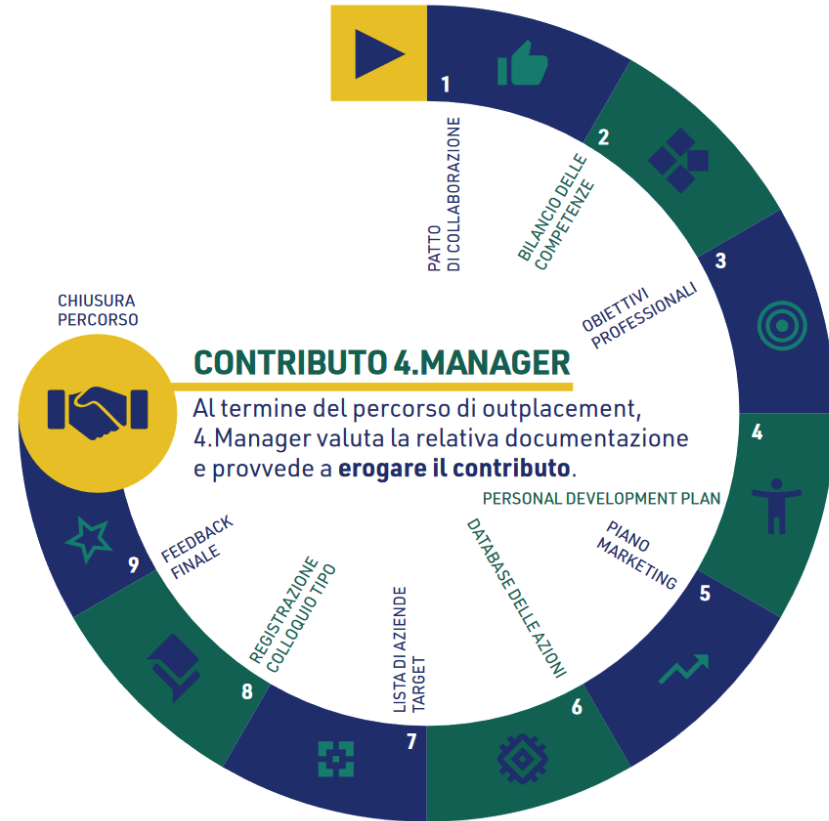 1
PATTO
DI COLLABORAZIONE
2
BILANCIO DELLE
COMPETENZE
3
OBIETTIVI
PROFESSIONALI
4
PERSONAL DEVELOPMENT PLAN
5
PIANO
MARKETING
6
DATABASE DELLE AZIONI
7
LISTA DI AZIENDE
TARGET
8
REGISTRAZIONE
COLLOQUIO TIPO
9
FEEDBACK
FINALE
CHIUSURA
PERCORSO
CONTRIBUTO 4.MANAGER
Al termine del percorso di outplacement,
4.Manager valuta la relativa documentazione
e provvede a erogare il contributo.